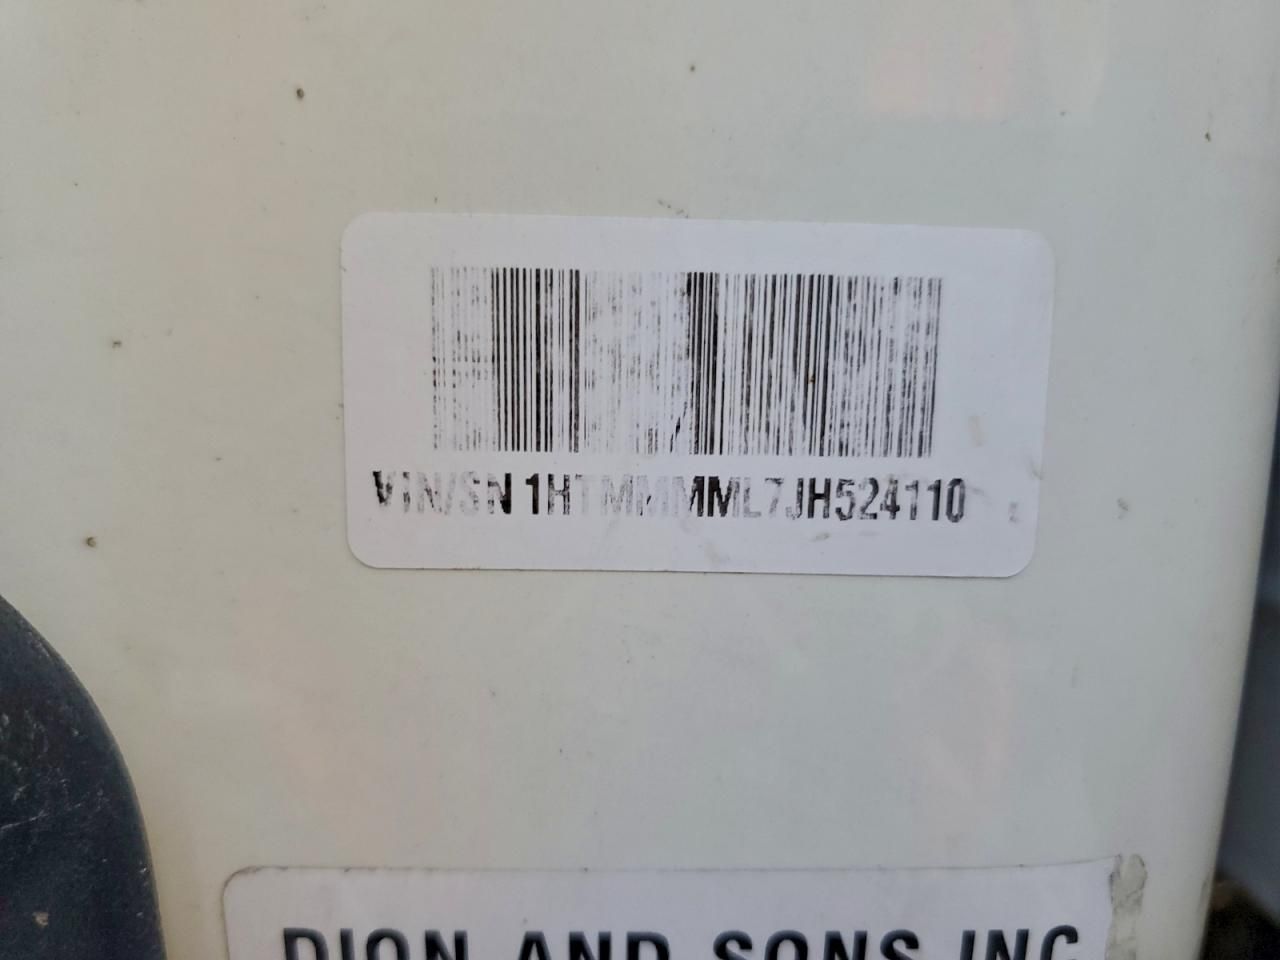 VIN/SN 1HTMMMML7JH524110
DION AND SONS INC